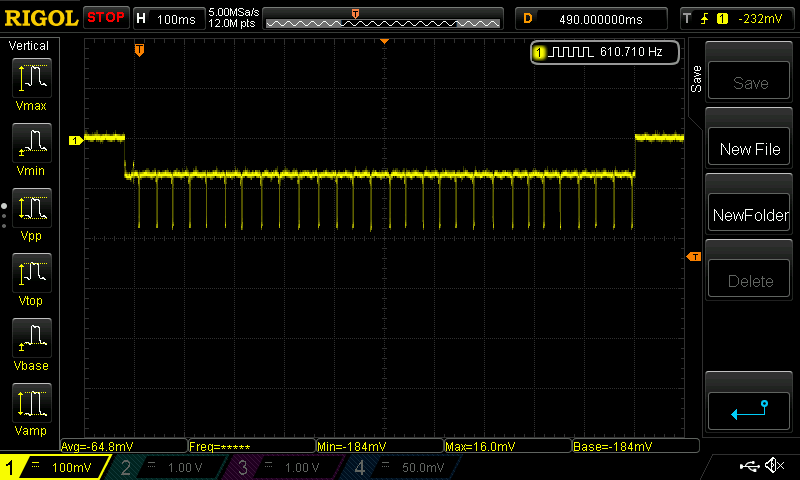 RIGOL STOP H 100ms 5.00MSa/s 12.0M pts T D 490.000000ms T 1 -232mV
Vertical
T
1 610.710 Hz
Save
Save
Vmax
1
New File
Vmin
NewFolder
Vpp
T
Delete
Vtop
Vbase
Vamp
Avg=-64.8mV Freq=***** Min=-184mV Max=16.0mV Base=-184mV
1 100mV 2 1.00 V 3 1.00 V 4 50.0mV